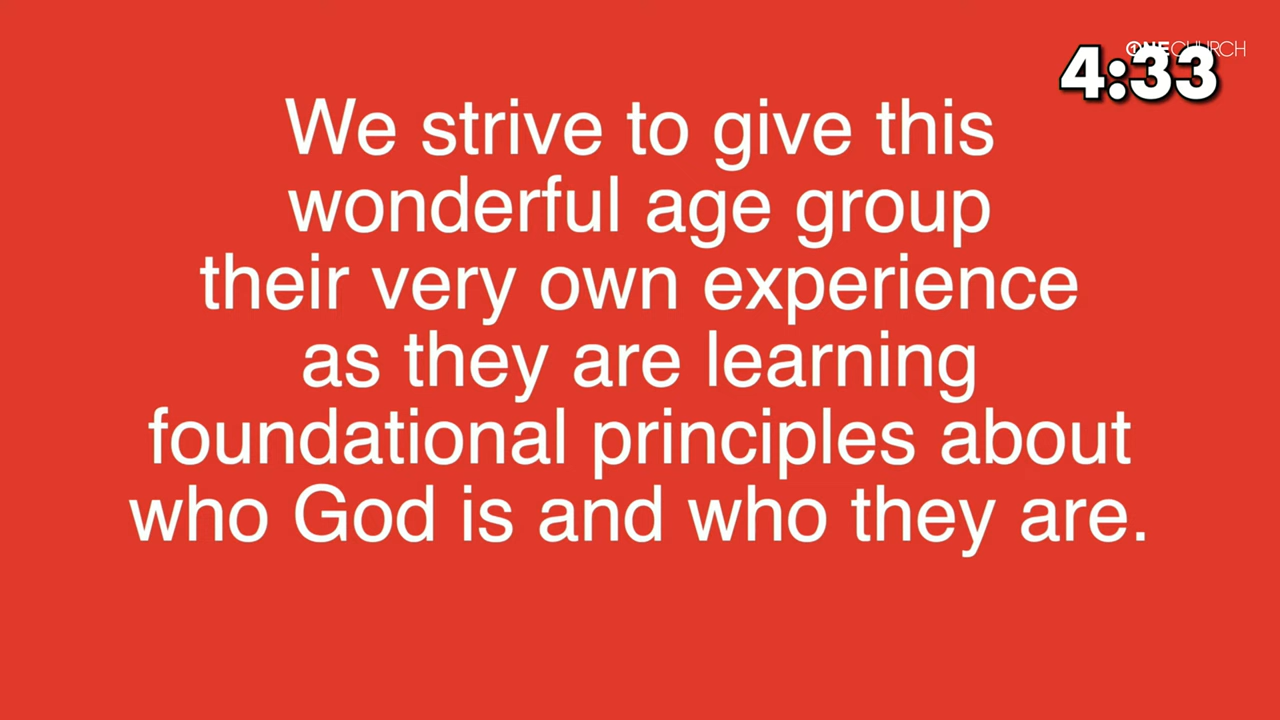 ONECHURCH
4:33
We strive to give this
wonderful age group
their very own experience
as they are learning
foundational principles about
who God is and who they are.